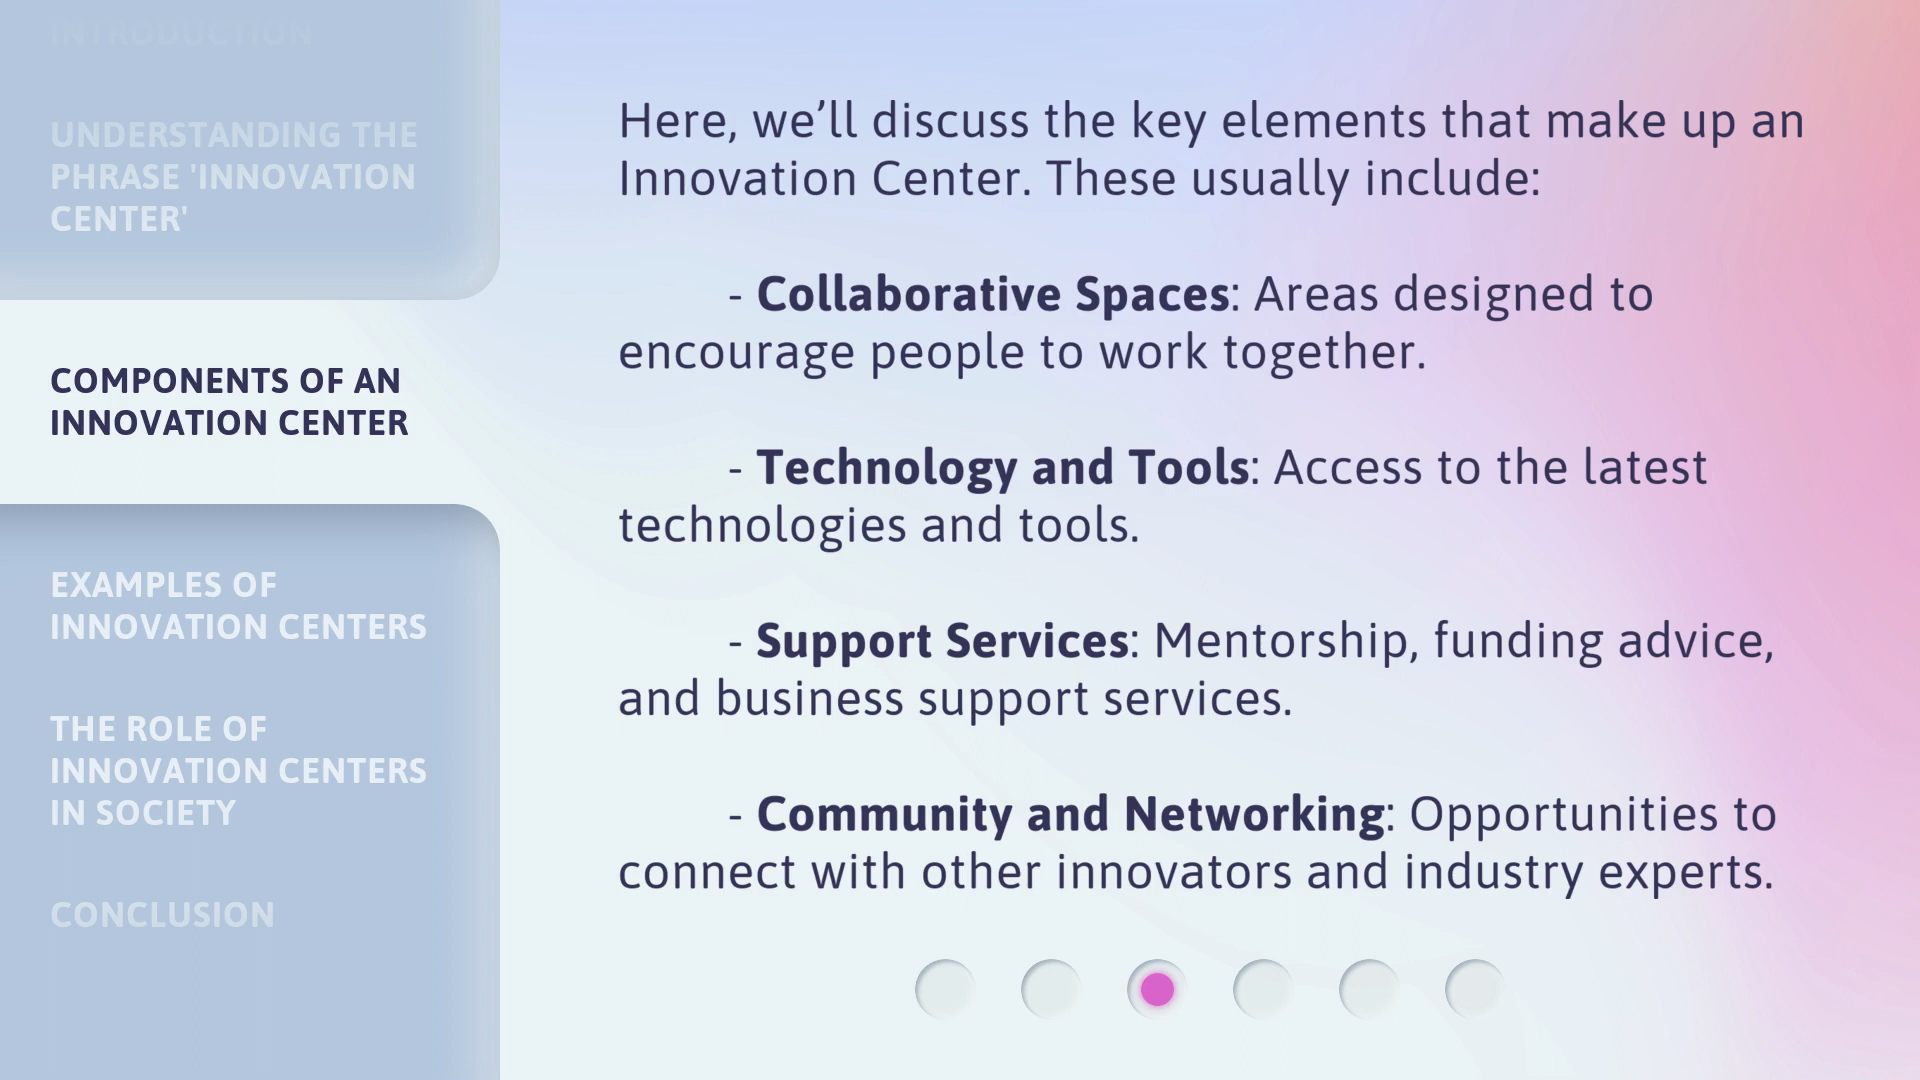 INTRODUCTION
UNDERSTANDING THE
PHRASE 'INNOVATION
CENTER'
COMPONENTS OF AN
INNOVATION CENTER
EXAMPLES OF
INNOVATION CENTERS
THE ROLE OF
INNOVATION CENTERS
IN SOCIETY
CONCLUSION
Here, we’ll discuss the key elements that make up an
Innovation Center. These usually include:
- Collaborative Spaces: Areas designed to
encourage people to work together.
- Technology and Tools: Access to the latest
technologies and tools.
- Support Services: Mentorship, funding advice,
and business support services.
- Community and Networking: Opportunities to
connect with other innovators and industry experts.